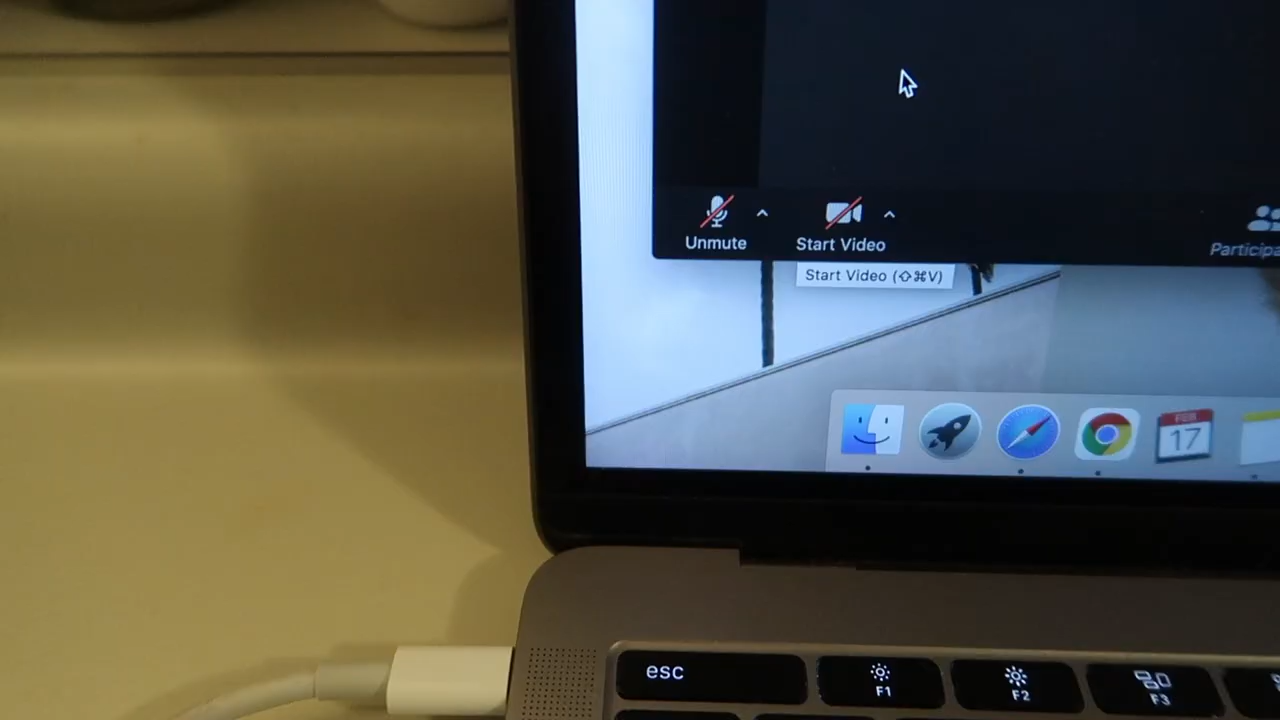 Unmute
Start Video
Participa
Start Video (⇧⌘V)
FEB
17
esc
F1
F2
F3